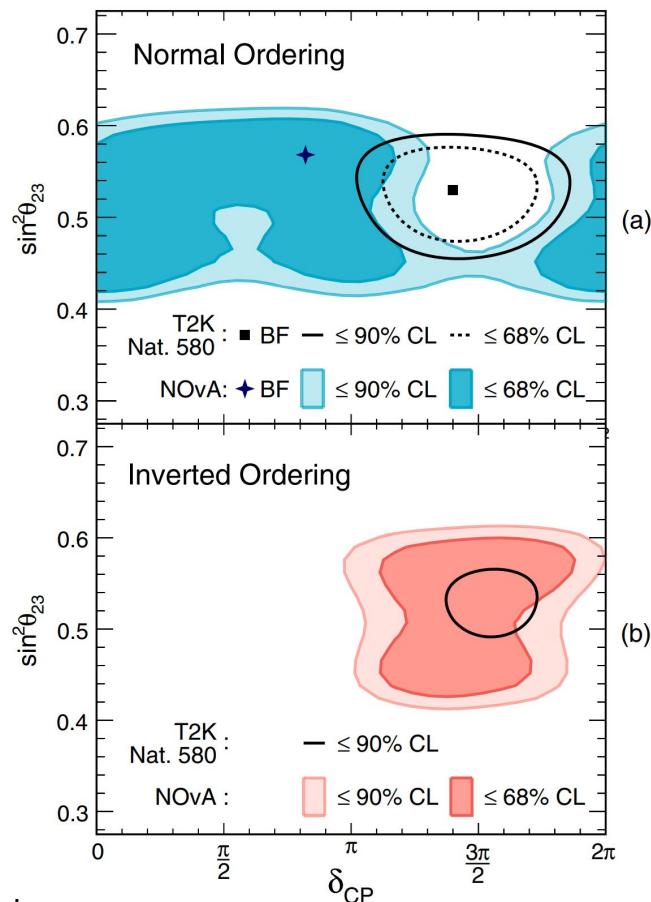 0.7
Normal Ordering
0.6
sin²θ₂₃
0.5
(a)
0.4
T2K
Nat. 580 : BF ≤ 90% CL ≤ 68% CL
NOνA: BF ≤ 90% CL ≤ 68% CL
0.3
0.7
Inverted Ordering
0.6
sin²θ₂₃
0.5
(b)
0.4
T2K
Nat. 580 : ≤ 90% CL
NOνA : ≤ 90% CL ≤ 68% CL
0.3
0 π/2 π 3π/2 2π
δCP